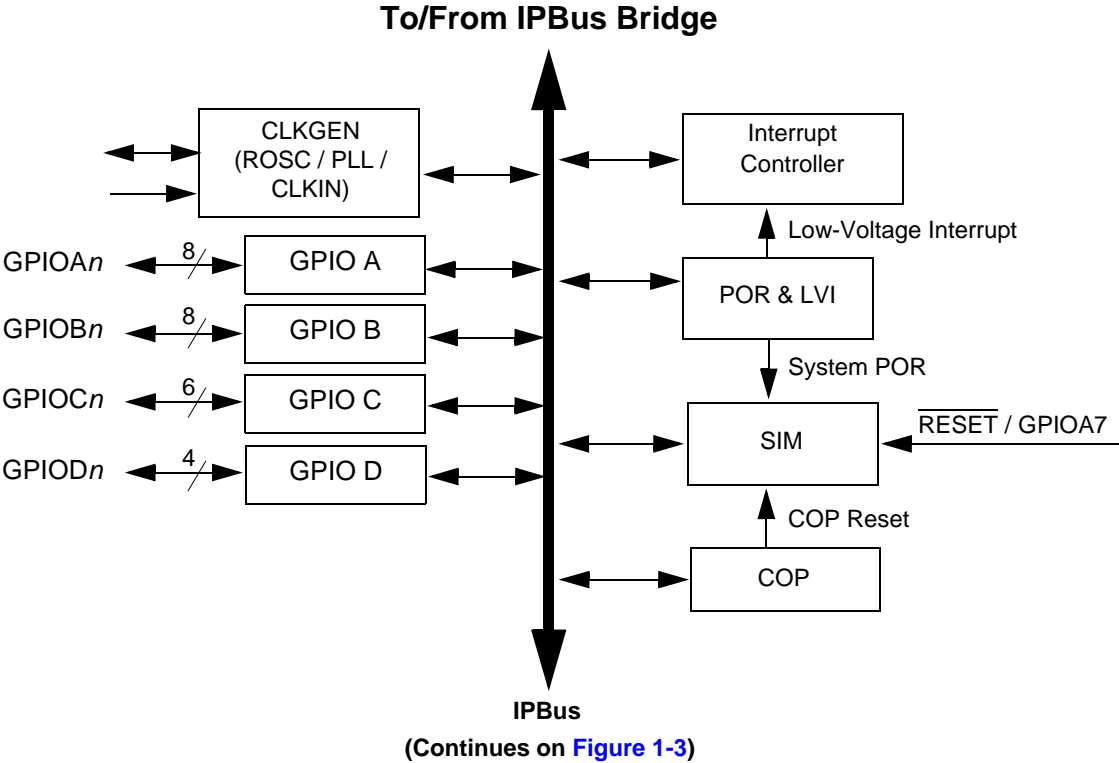 To/From IPBus Bridge
CLKGEN
(ROSC / PLL /
CLKIN)
GPIOAn
8
GPIO A
GPIOBn
8
GPIO B
GPIOCn
6
GPIO C
GPIODn
4
GPIO D
Interrupt
Controller
Low-Voltage Interrupt
POR & LVI
System POR
SIM
RESET / GPIOA7
COP Reset
COP
IPBus
(Continues on Figure 1-3)